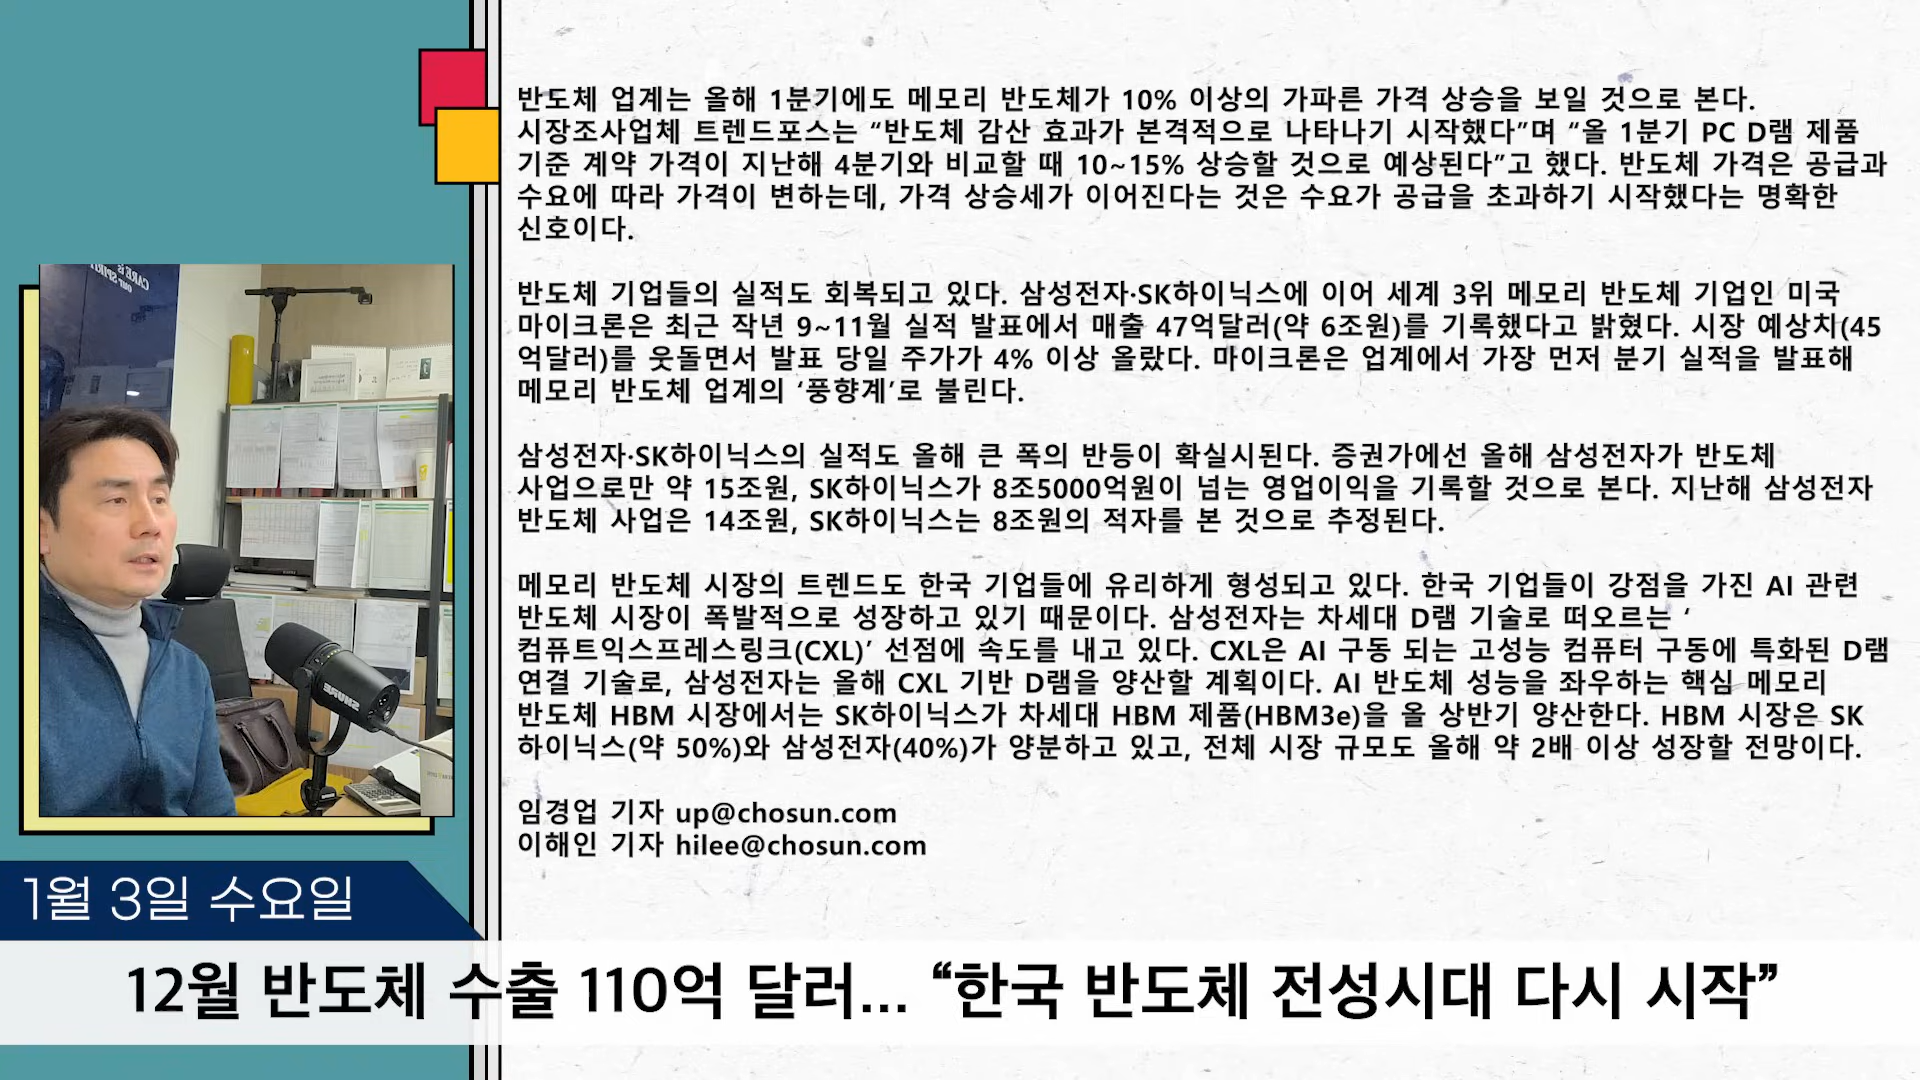 반도체 업계는 올해 1분기에도 메모리 반도체가 10% 이상의 가파른 가격 상승을 보일 것으로 본다.
시장조사업체 트렌드포스는 “반도체 감산 효과가 본격적으로 나타나기 시작했다”며 “올 1분기 PC D램 제품
기준 계약 가격이 지난해 4분기와 비교할 때 10~15% 상승할 것으로 예상된다”고 했다. 반도체 가격은 공급과
수요에 따라 가격이 변하는데, 가격 상승세가 이어진다는 것은 수요가 공급을 초과하기 시작했다는 명확한
신호이다.
반도체 기업들의 실적도 회복되고 있다. 삼성전자·SK하이닉스에 이어 세계 3위 메모리 반도체 기업인 미국
마이크론은 최근 작년 9~11월 실적 발표에서 매출 47억달러(약 6조원)를 기록했다고 밝혔다. 시장 예상치(45
억달러)를 웃돌면서 발표 당일 주가가 4% 이상 올랐다. 마이크론은 업계에서 가장 먼저 분기 실적을 발표해
메모리 반도체 업계의 ‘풍향계’로 불린다.
삼성전자·SK하이닉스의 실적도 올해 큰 폭의 반등이 확실시된다. 증권가에선 올해 삼성전자가 반도체
사업으로만 약 15조원, SK하이닉스가 8조5000억원이 넘는 영업이익을 기록할 것으로 본다. 지난해 삼성전자
반도체 사업은 14조원, SK하이닉스는 8조원의 적자를 본 것으로 추정된다.
메모리 반도체 시장의 트렌드도 한국 기업들에 유리하게 형성되고 있다. 한국 기업들이 강점을 가진 AI 관련
반도체 시장이 폭발적으로 성장하고 있기 때문이다. 삼성전자는 차세대 D램 기술로 떠오르는 ‘
컴퓨트익스프레스링크(CXL)’ 선점에 속도를 내고 있다. CXL은 AI 구동 되는 고성능 컴퓨터 구동에 특화된 D램
연결 기술로, 삼성전자는 올해 CXL 기반 D램을 양산할 계획이다. AI 반도체 성능을 좌우하는 핵심 메모리
반도체 HBM 시장에서는 SK하이닉스가 차세대 HBM 제품(HBM3e)을 올 상반기 양산한다. HBM 시장은 SK
하이닉스(약 50%)와 삼성전자(40%)가 양분하고 있고, 전체 시장 규모도 올해 약 2배 이상 성장할 전망이다.
임경업 기자 up@chosun.com
이해인 기자 hilee@chosun.com
CARE is
our SPIRIT
SHURE
1월 3일 수요일
12월 반도체 수출 110억 달러... “한국 반도체 전성시대 다시 시작”